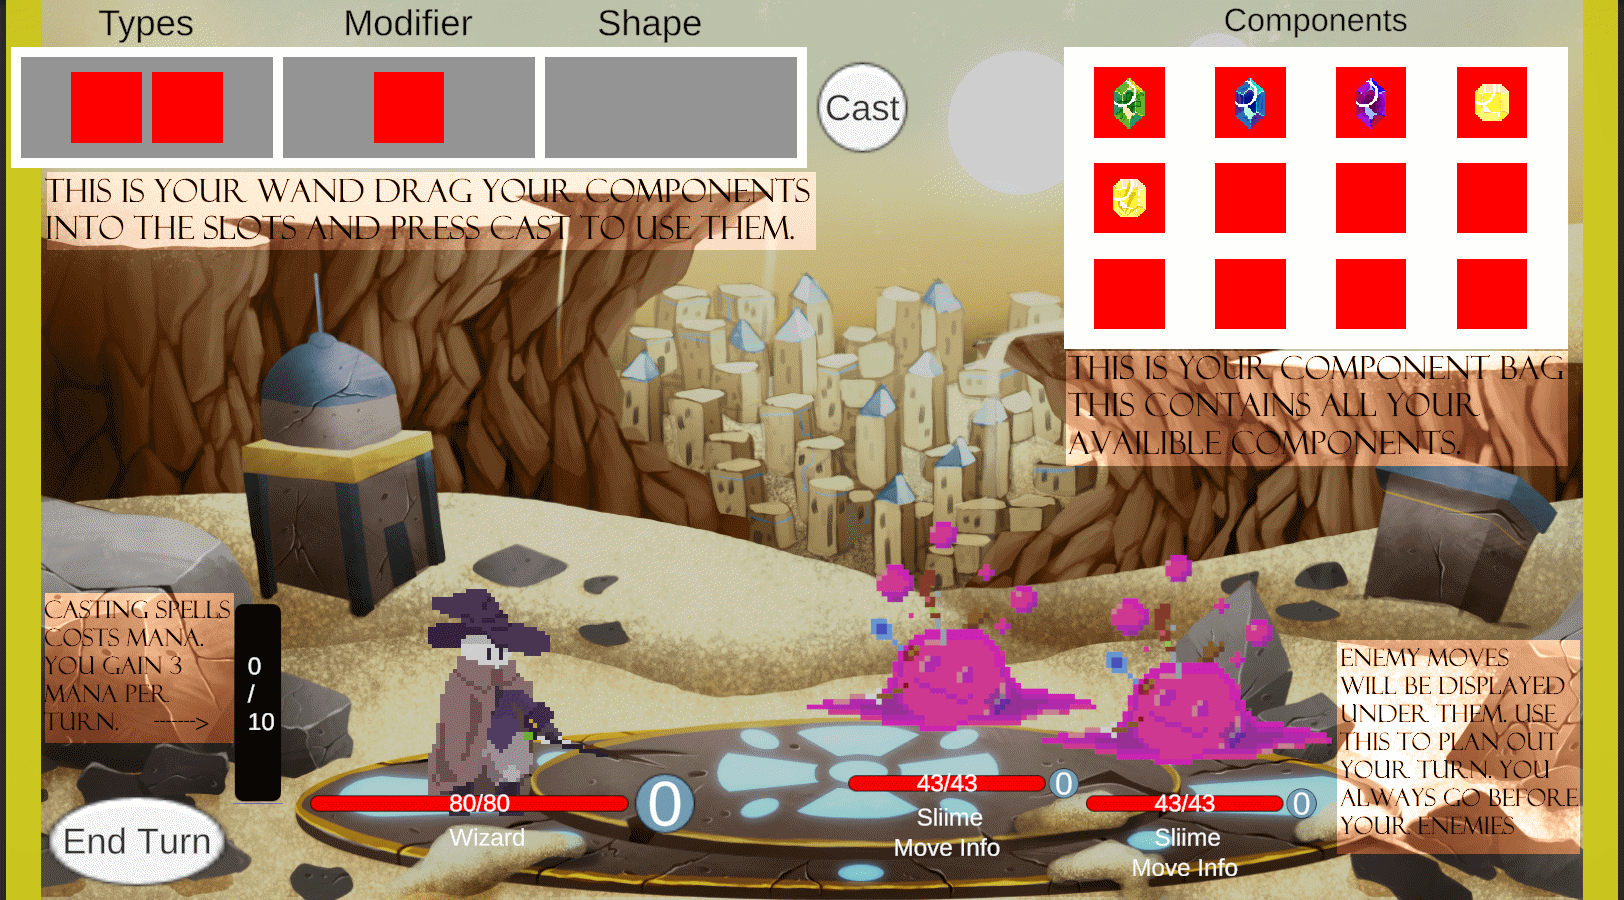 Types
Modifier
Shape
Components
Cast
THIS IS YOUR WAND DRAG YOUR COMPONENTS
INTO THE SLOTS AND PRESS CAST TO USE THEM.
THIS IS YOUR COMPONENT BAG
THIS CONTAINS ALL YOUR
AVAILIBLE COMPONENTS.
CASTING SPELLS
COSTS MANA.
YOU GAIN 3
MANA PER
TURN. ------->
0
/
10
ENEMY MOVES
WILL BE DISPLAYED
UNDER THEM. USE
THIS TO PLAN OUT
YOUR TURN. YOU
ALWAYS GO BEFORE
YOUR ENEMIES
80/80
0
Wizard
43/43
0
Sliime
Move Info
43/43
0
Sliime
Move Info
End Turn